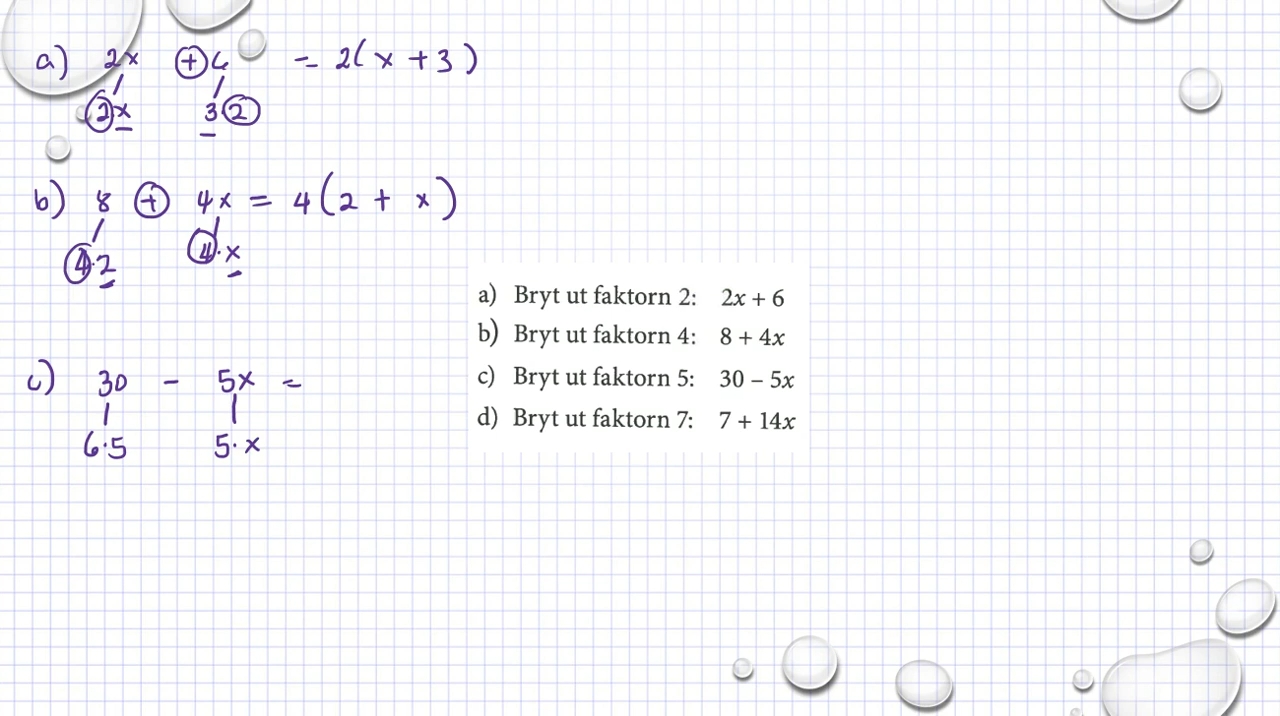 a) 2x + 6 = 2(x + 3)
2x 3 2
b) 8 + 4x = 4(2 + x)
4·2 4·x
a) Bryt ut faktorn 2: 2x + 6
b) Bryt ut faktorn 4: 8 + 4x
c) Bryt ut faktorn 5: 30 – 5x
d) Bryt ut faktorn 7: 7 + 14x
c) 30 - 5x =
6·5 5·x